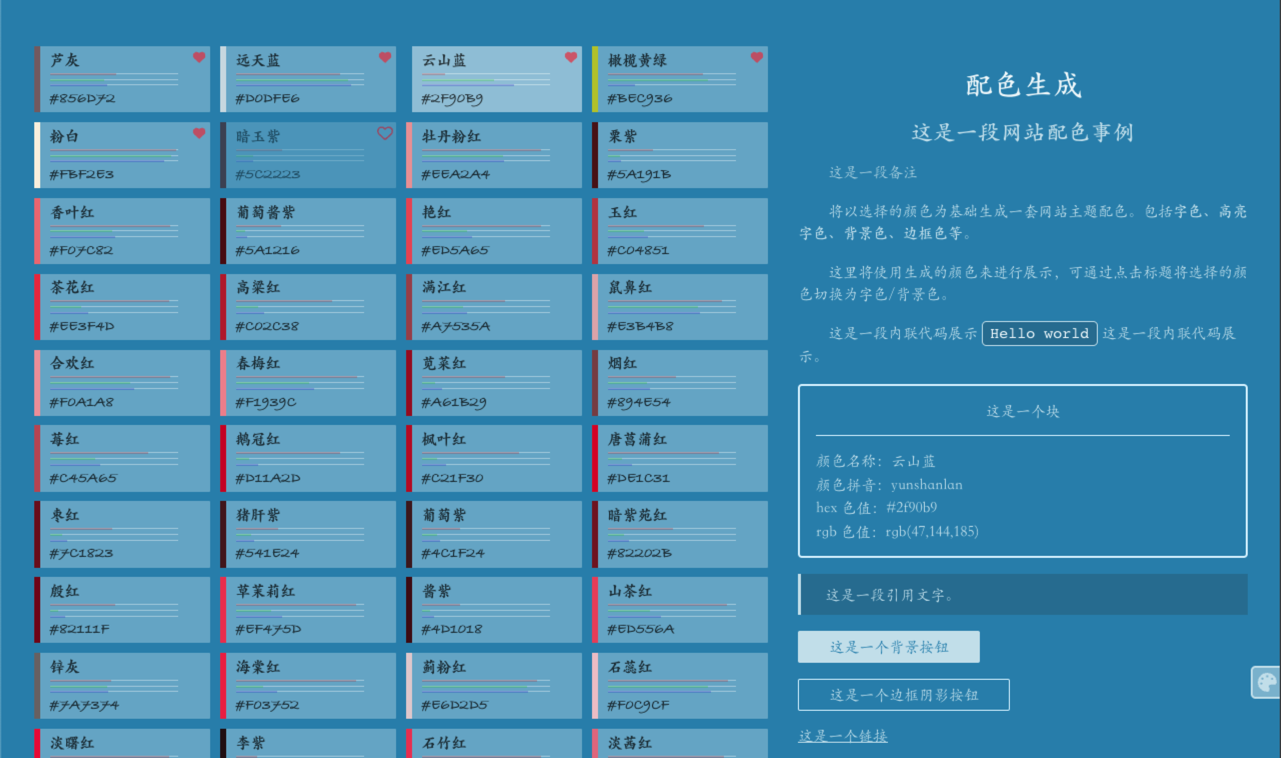 芦灰
#856D72
远天蓝
#D0DFE6
云山蓝
#2F90B9
橄榄黄绿
#BEC936
粉白
#FBF2E3
暗玉紫
#5C2223
牡丹粉红
#EEA2A4
栗紫
#5A191B
香叶红
#F07C82
葡萄酱紫
#5A1216
艳红
#ED5A65
玉红
#C04851
茶花红
#EE3F4D
高粱红
#C02C38
满江红
#A7535A
鼠鼻红
#E3B4B8
合欢红
#F0A1A8
春梅红
#F1939C
苋菜红
#A61B29
烟红
#894E54
莓红
#C45A65
鹅冠红
#D11A2D
枫叶红
#C21F30
唐菖蒲红
#DE1C31
枣红
#7C1823
猪肝紫
#541E24
葡萄紫
#4C1F24
暗紫苑红
#82202B
殷红
#82111F
草茉莉红
#EF475D
酱紫
#4D1018
山茶红
#ED556A
锌灰
#7A7374
海棠红
#F03752
蓟粉红
#E6D2D5
石蕊红
#F0C9CF
淡曙红
李紫
石竹红
淡茜红
配色生成
这是一段网站配色事例
这是一段备注
将以选择的颜色为基础生成一套网站主题配色。包括字色、高亮
字色、背景色、边框色等。
这里将使用生成的颜色来进行展示，可通过点击标题将选择的颜
色切换为字色/背景色。
这是一段内联代码展示 Hello world 这是一段内联代码展
示。
这是一个块
颜色名称：云山蓝
颜色拼音：yunshanlan
hex 色值：#2f90b9
rgb 色值：rgb(47,144,185)
这是一段引用文字。
这是一个背景按钮
这是一个边框阴影按钮
这是一个链接